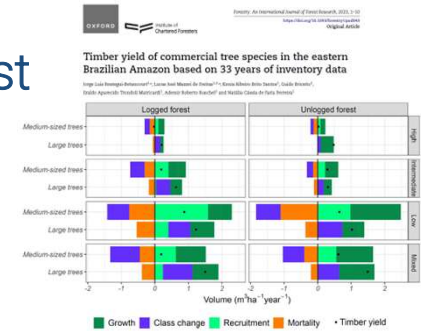 st
OXFORD
Institute of
Chartered Foresters
Forestry: An International Journal of Forest Research, 2025, 1–10
Original Article
Timber yield of commercial tree species in the eastern
Brazilian Amazon based on 33 years of inventory data
Logged forest
Unlogged forest
Medium-sized trees
Large trees
High
Medium-sized trees
Large trees
Intermediate
Medium-sized trees
Large trees
Low
Medium-sized trees
Large trees
Mixed
-2 -1 0 1 2 -2 -1 0 1 2
Volume (m³ha⁻¹year⁻¹)
Growth Class change Recruitment Mortality • Timber yield